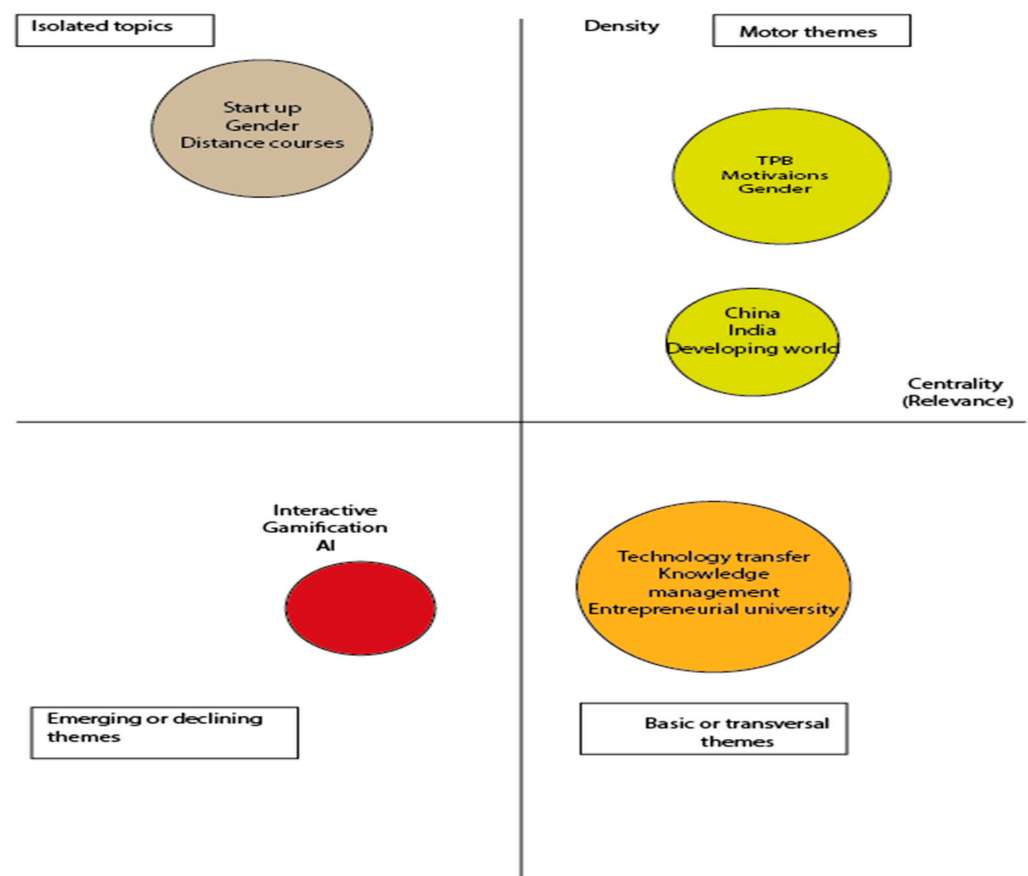 Isolated topics
Density
Motor themes
Start up
Gender
Distance courses
TPB
Motivaions
Gender
China
India
Developing world
Centrality
(Relevance)
Interactive
Gamification
AI
Technology transfer
Knowledge
management
Entrepreneurial university
Emerging or declining
themes
Basic or transversal
themes